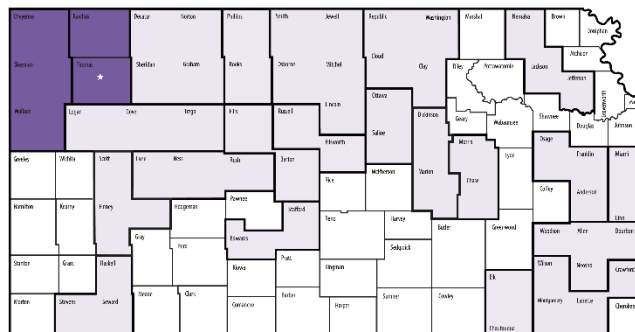 Cheyenne Rawlins Decatur Norton Phillips Smith Jewell Republic Washington Marshal Nemaha Brown Doniphan
Atchison
Sherman Thomas Sheridan Graham Rooks Osborne Mitchell Cloud Clay Riley Pottawatomie Jackson Jefferson Leavenworth
Wallace Logan Gove Trego Ellis Russell Lincoln Ottawa Saline Dickinson Geary Wabaunsee Shawnee Douglas Johnson
Ellsworth Morris Osage Franklin Miami
Greeley Wichita Scott Lane Ness Rush Barton Rice McPherson Marion Chase Lyon Coffey Anderson Linn
Hamilton Kearny Finney Hodgeman Pawnee Stafford Reno Harvey Butler Greenwood Woodson Allen Bourbon
Gray Ford Edwards Sedgwick
Stanton Grant Haskell Kiowa Pratt Kingman Elk Wilson Neosho Crawford
Morton Stevens Seward Meade Clark Comanche Barber Harper Sumner Cowley Chautauqua Montgomery Labette Cherokee